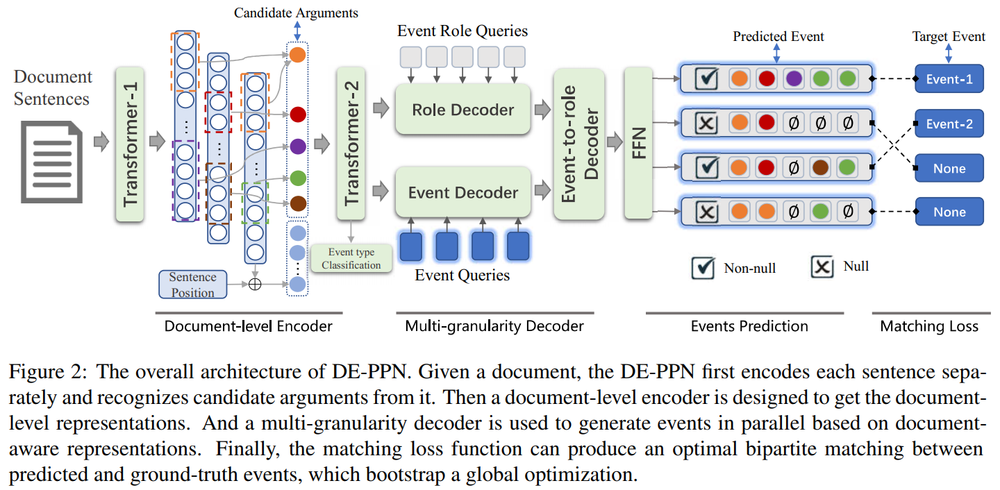 Candidate Arguments
Document
Sentences
Transformer-1
Sentence
Position
Transformer-2
Event type
Classification
Event Role Queries
Role Decoder
Event Decoder
Event Queries
Event-to-role
Decoder
FFN
Predicted Event
Target Event
Event-1
∅ ∅ ∅
Event-2
∅
None
∅ ∅
None
Non-null
Null
Document-level Encoder
Multi-granularity Decoder
Events Prediction
Matching Loss
Figure 2: The overall architecture of DE-PPN. Given a document, the DE-PPN first encodes each sentence sepa-
rately and recognizes candidate arguments from it. Then a document-level encoder is designed to get the document-
level representations. And a multi-granularity decoder is used to generate events in parallel based on document-
aware representations. Finally, the matching loss function can produce an optimal bipartite matching between
predicted and ground-truth events, which bootstrap a global optimization.